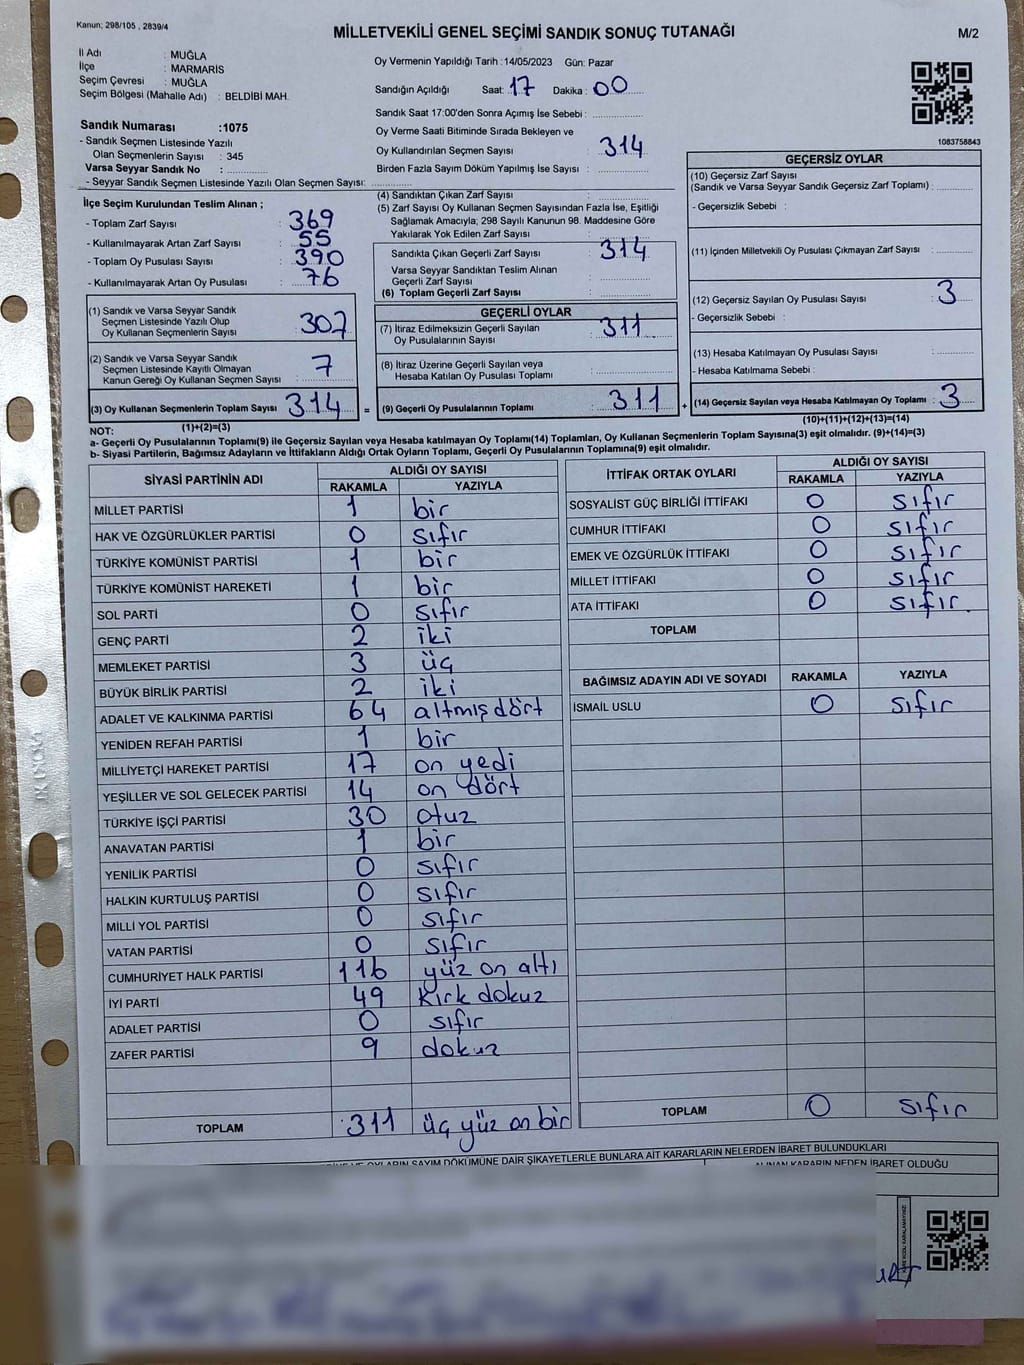 Kanun; 298/105 , 2839/4
MİLLETVEKİLİ GENEL SEÇİMİ SANDIK SONUÇ TUTANAĞI
M/2
İl Adı : MUĞLA
İlçe : MARMARİS
Seçim Çevresi : MUĞLA
Seçim Bölgesi (Mahalle Adı) : BELDİBİ MAH.
Oy Vermenin Yapıldığı Tarih :14/05/2023 Gün: Pazar
Sandığın Açıldığı Saat: 17 Dakika: 00
Sandık Saat 17:00'den Sonra Açımış İse Sebebi :
Oy Verme Saati Bitiminde Sırada Bekleyen ve
Oy Kullandırılan Seçmen Sayısı : 314
Birden Fazla Sayım Döküm Yapılmış İse Sayısı :
1083758843
Sandık Numarası :1075
- Sandık Seçmen Listesinde Yazılı
Olan Seçmenlerin Sayısı : 345
Varsa Seyyar Sandık No :
- Seyyar Sandık Seçmen Listesinde Yazılı Olan Seçmen Sayısı:
İlçe Seçim Kurulundan Teslim Alınan ;
- Toplam Zarf Sayısı : 369
- Kullanılmayarak Artan Zarf Sayısı : 55
- Toplam Oy Pusulası Sayısı : 390
- Kullanılmayarak Artan Oy Pusulası : 76
(1) Sandık ve Varsa Seyyar Sandık
Seçmen Listesinde Yazılı Olup
Oy Kullanan Seçmenlerin Sayısı : 307
(2) Sandık ve Varsa Seyyar Sandık
Seçmen Listesinde Kayıtlı Olmayan
Kanun Gereği Oy Kullanan Seçmen Sayısı : 7
(3) Oy Kullanan Seçmenlerin Toplam Sayısı : 314
(1)+(2)=(3)
(4) Sandıktan Çıkan Zarf Sayısı :
(5) Zarf Sayısı Oy Kullanan Seçmen Sayısından Fazla İse, Eşitliği
Sağlamak Amacıyla; 298 Sayılı Kanunun 98. Maddesine Göre
Yakılarak Yok Edilen Zarf Sayısı :
Sandıkta Çıkan Geçerli Zarf Sayısı : 314
Varsa Seyyar Sandıktan Teslim Alınan
Geçerli Zarf Sayısı :
(6) Toplam Geçerli Zarf Sayısı :
GEÇERLİ OYLAR
(7) İtiraz Edilmeksizin Geçerli Sayılan
Oy Pusulalarının Sayısı : 311
(8) İtiraz Üzerine Geçerli Sayılan veya
Hesaba Katılan Oy Pusulası Toplamı :
= (9) Geçerli Oy Pusulalarının Toplamı : 311
GEÇERSİZ OYLAR
(10) Geçersiz Zarf Sayısı
(Sandık ve Varsa Seyyar Sandık Geçersiz Zarf Toplamı) :
- Geçersizlik Sebebi :
(11) İçinden Milletvekili Oy Pusulası Çıkmayan Zarf Sayısı :
(12) Geçersiz Sayılan Oy Pusulası Sayısı : 3
- Geçersizlik Sebebi :
(13) Hesaba Katılmayan Oy Pusulası Sayısı :
- Hesaba Katılmama Sebebi :
+ (14) Geçersiz Sayılan veya Hesaba Katılmayan Oy Toplamı : 3
(10)+(11)+(12)+(13)=(14)
NOT:
a- Geçerli Oy Pusulalarının Toplamı(9) ile Geçersiz Sayılan veya Hesaba katılmayan Oy Toplamı(14) Toplamları, Oy Kullanan Seçmenlerin Toplam Sayısına(3) eşit olmalıdır. (9)+(14)=(3)
b- Siyasi Partilerin, Bağımsız Adayların ve İttifakların Aldığı Ortak Oyların Toplamı, Geçerli Oy Pusulalarının Toplamına(9) eşit olmalıdır.
SİYASİ PARTİNİN ADI ALDIĞI OY SAYISI
RAKAMLA YAZIYLA
MİLLET PARTİSİ 1 bir
HAK VE ÖZGÜRLÜKLER PARTİSİ 0 sıfır
TÜRKİYE KOMÜNİST PARTİSİ 1 bir
TÜRKİYE KOMÜNİST HAREKETİ 1 bir
SOL PARTİ 0 sıfır
GENÇ PARTİ 2 iki
MEMLEKET PARTİSİ 3 üç
BÜYÜK BİRLİK PARTİSİ 2 iki
ADALET VE KALKINMA PARTİSİ 64 altmış dört
YENİDEN REFAH PARTİSİ 1 bir
MİLLİYETÇİ HAREKET PARTİSİ 17 on yedi
YEŞİLLER VE SOL GELECEK PARTİSİ 14 on dört
TÜRKİYE İŞÇİ PARTİSİ 30 otuz
ANAVATAN PARTİSİ 1 bir
YENİLİK PARTİSİ 0 sıfır
HALKIN KURTULUŞ PARTİSİ 0 sıfır
MİLLİ YOL PARTİSİ 0 sıfır
VATAN PARTİSİ 0 sıfır
CUMHURİYET HALK PARTİSİ 116 yüz on altı
İYİ PARTİ 49 kırk dokuz
ADALET PARTİSİ 0 sıfır
ZAFER PARTİSİ 9 dokuz
TOPLAM 311 üç yüz on bir
İTTİFAK ORTAK OYLARI ALDIĞI OY SAYISI
RAKAMLA YAZIYLA
SOSYALİST GÜÇ BİRLİĞİ İTTİFAKI 0 sıfır
CUMHUR İTTİFAKI 0 sıfır
EMEK VE ÖZGÜRLÜK İTTİFAKI 0 sıfır
MİLLET İTTİFAKI 0 sıfır
ATA İTTİFAKI 0 sıfır
TOPLAM
BAĞIMSIZ ADAYIN ADI VE SOYADI RAKAMLA YAZIYLA
İSMAİL USLU 0 sıfır
TOPLAM 0 sıfır
VE OYLARIN SAYIM DÖKÜMÜNE DAİR ŞİKAYETLERLE BUNLARA AİT KARARLARIN NELERDEN İBARET BULUNDUKLARI
ALINAN KARARIN NEDEN İBARET OLDUĞU